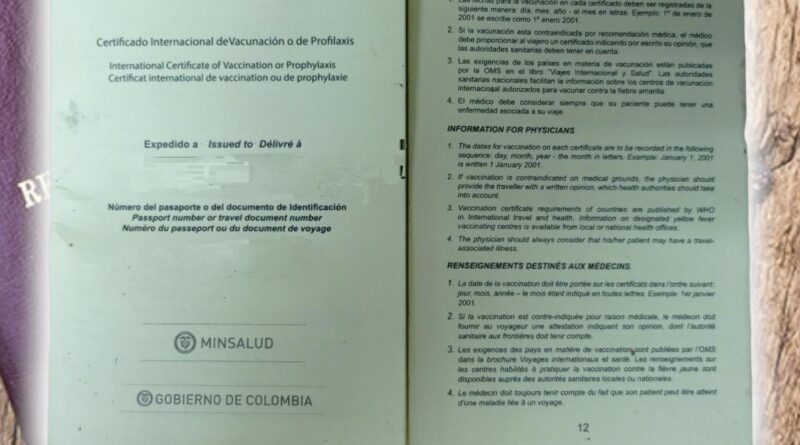 Certificado Internacional deVacunación o de Profilaxis
International Certificate of Vaccination or Prophylaxis
Certificat international de vaccination ou de prophylaxie
Expedido a - Issued to Délivré à
Número del pasaporte o del documento de Identificación
Passport number or travel document number
Numéro du passeport ou du document de voyage
MINSALUD
GOBIERNO DE COLOMBIA
siguiente manera: día, mes, año - el mes en letras. Ejemplo: 1º de enero de
2001 se escribe como 1º enero 2001.
2. Si la vacunación esta contraindicada por recomendación médica, el médico
debe proporcionar al viajero un certificado indicando por escrito su opinión, que
las autoridades sanitarias deben tener en cuenta.
3. Las exigencias de los países en materia de vacunación están publicadas
por la OMS en el libro "Viajes Internacional y Salud". Las autoridades
sanitarias nacionales facilitan la información sobre los centros de vacunación
internacional autorizados para vacunar contra la fiebre amarilla
4. El médico debe considerar siempre que su paciente puede tener una
enfermedad asociada a su viaje.
INFORMATION FOR PHYSICIANS
1. The dates for vaccination on each certificate are to be recorded in the following
sequence: day, month, year - the month in letters. Example: January 1, 2001
is written 1 January 2001.
2. If vaccination is contraindicated on medical grounds, the physician should
provide the traveller with a written opinion, which health authorities should take
into account.
3. Vaccination certificate requirements of countries are published by WHO
in International travel and health. Information on designated yellow fever
vaccinating centres is available from local or national health offices.
4. The physician should always consider that his/her patient may have a travel-
associated illness.
RENSEIGNEMENTS DESTINÉS AUX MÉDECINS
1. La date de la vaccination doit être portée sur les certificats dans l'ordre suivant:
jour, mois, année – le mois étant indiqué en toutes lettres. Exemple: 1er janvier
2001.
2. Si la vaccination est contre-indiquée pour raison médicale, le médecin doit
fournir au voyageur une attestation indiquant son opinion, dont l'autorité
sanitaire aux frontières doit tenir compte.
3. Les exigences des pays en matière de vaccination sont publiées par l'OMS
dans la brochure Voyages internationaux et santé. Les renseignements sur
les centres habilités à pratiquer la vaccination contre la fièvre jaune sont
disponibles auprès des autorités sanitaires locales ou nationales.
4. Le médecin doit toujours tenir compte du fait que son patient peut être atteint
d'une maladie liée à un voyage.
12